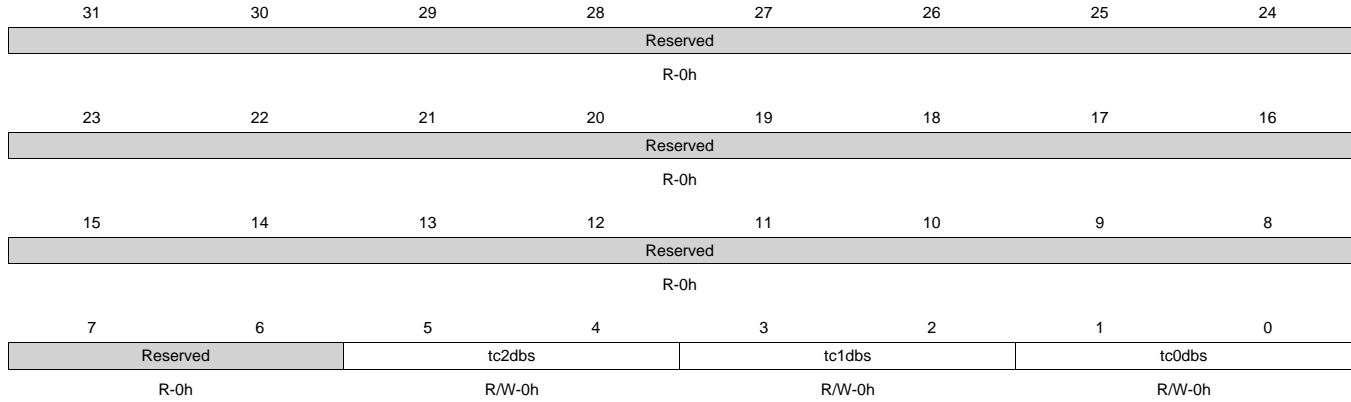 31 30 29 28 27 26 25 24
Reserved
R-0h
23 22 21 20 19 18 17 16
Reserved
R-0h
15 14 13 12 11 10 9 8
Reserved
R-0h
7 6 5 4 3 2 1 0
Reserved tc2dbs tc1dbs tc0dbs
R-0h R/W-0h R/W-0h R/W-0h